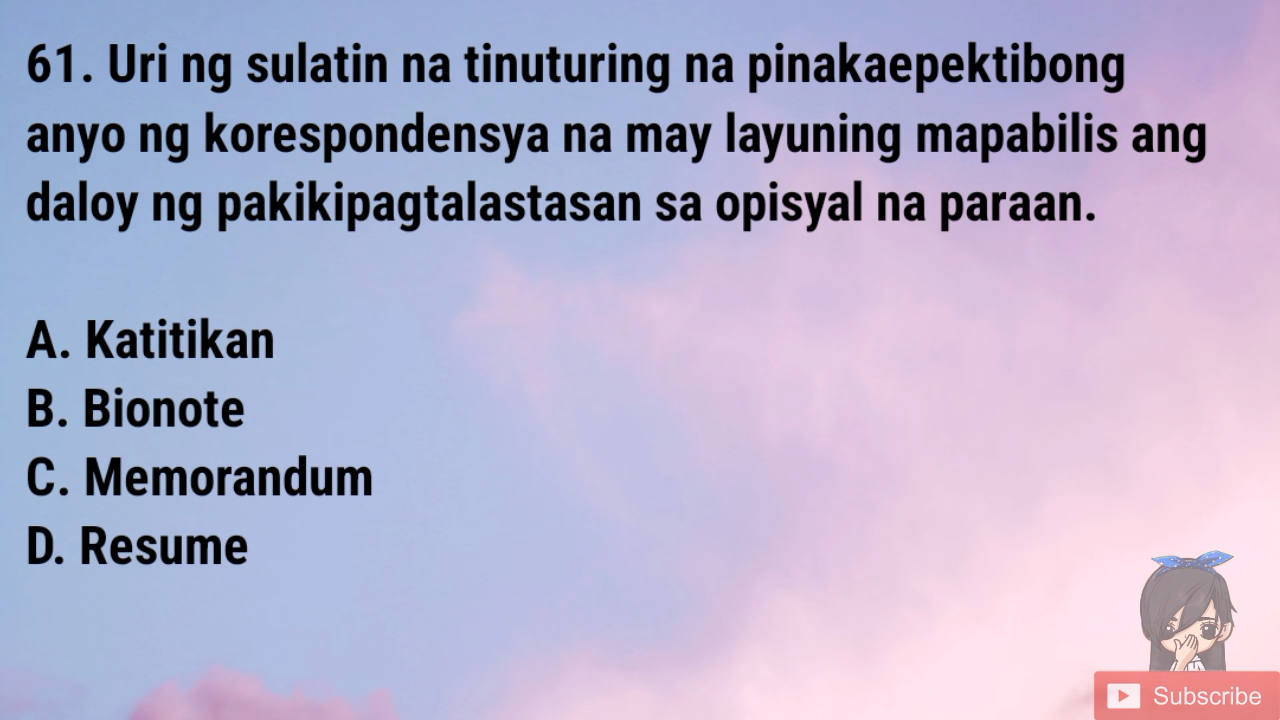 61. Uri ng sulatin na tinuturing na pinakaepektibong
anyo ng korespondensya na may layuning mapabilis ang
daloy ng pakikipagtalastasan sa opisyal na paraan.
A. Katitikan
B. Bionote
C. Memorandum
D. Resume
Subscribe